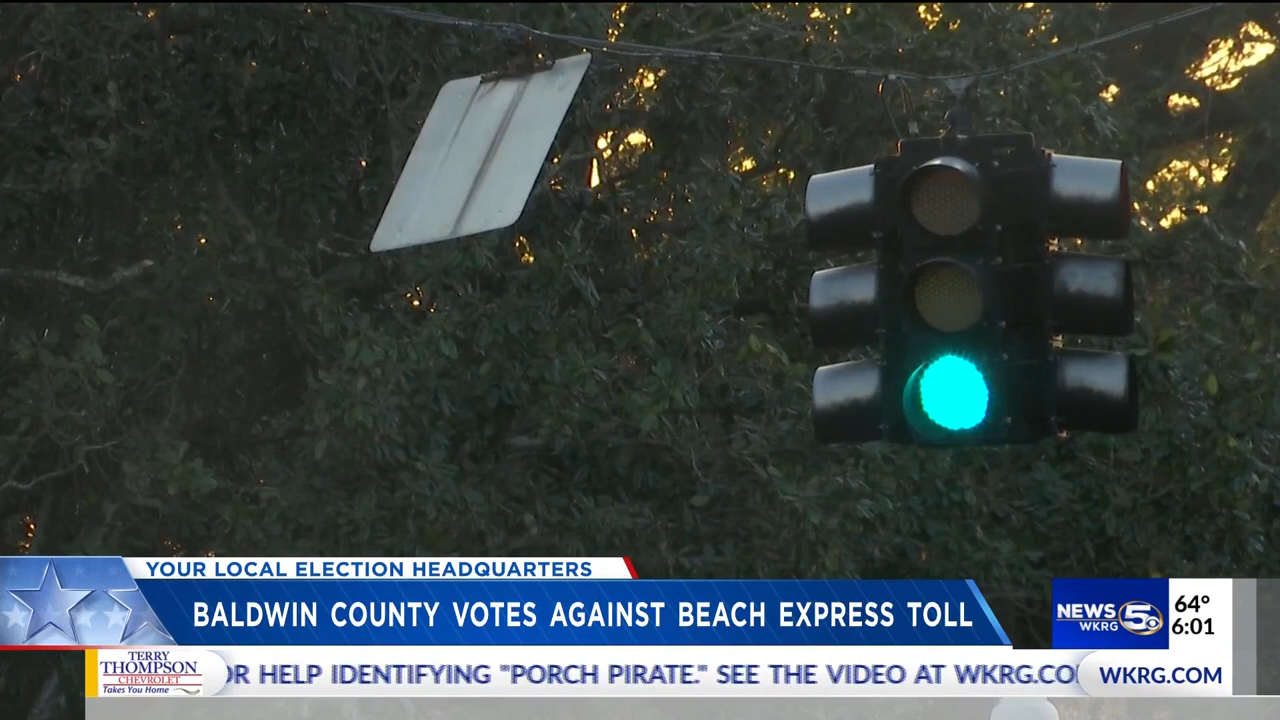 YOUR LOCAL ELECTION HEADQUARTERS
BALDWIN COUNTY VOTES AGAINST BEACH EXPRESS TOLL
NEWS 5
WKRG
64°
6:01
TERRY
THOMPSON
CHEVROLET
Takes You Home
OR HELP IDENTIFYING "PORCH PIRATE." SEE THE VIDEO AT WKRG.CO
WKRG.COM